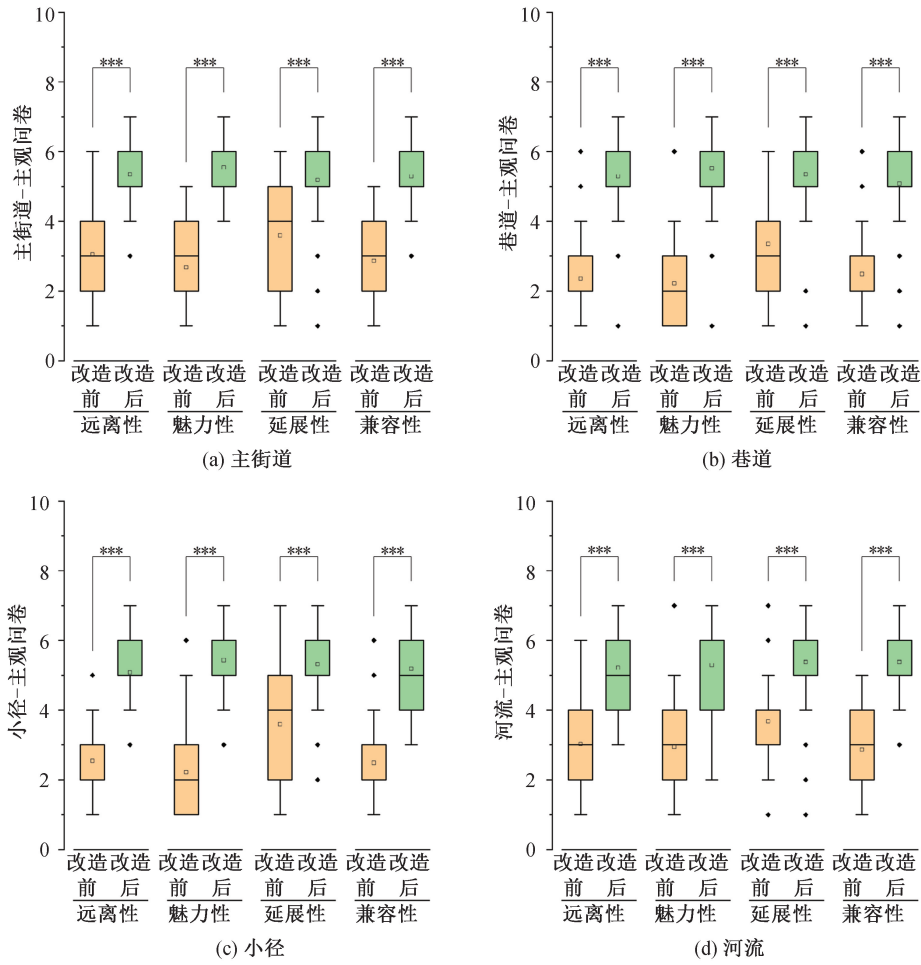 主街道-主观问卷
10
8
6
4
2
0
*** *** *** ***
改造前 改造后 改造前 改造后 改造前 改造后 改造前 改造后
远离性 魅力性 延展性 兼容性
(a) 主街道
巷道-主观问卷
10
8
6
4
2
0
*** *** *** ***
改造前 改造后 改造前 改造后 改造前 改造后 改造前 改造后
远离性 魅力性 延展性 兼容性
(b) 巷道
小径-主观问卷
10
8
6
4
2
0
*** *** *** ***
改造前 改造后 改造前 改造后 改造前 改造后 改造前 改造后
远离性 魅力性 延展性 兼容性
(c) 小径
河流-主观问卷
10
8
6
4
2
0
*** *** *** ***
改造前 改造后 改造前 改造后 改造前 改造后 改造前 改造后
远离性 魅力性 延展性 兼容性
(d) 河流